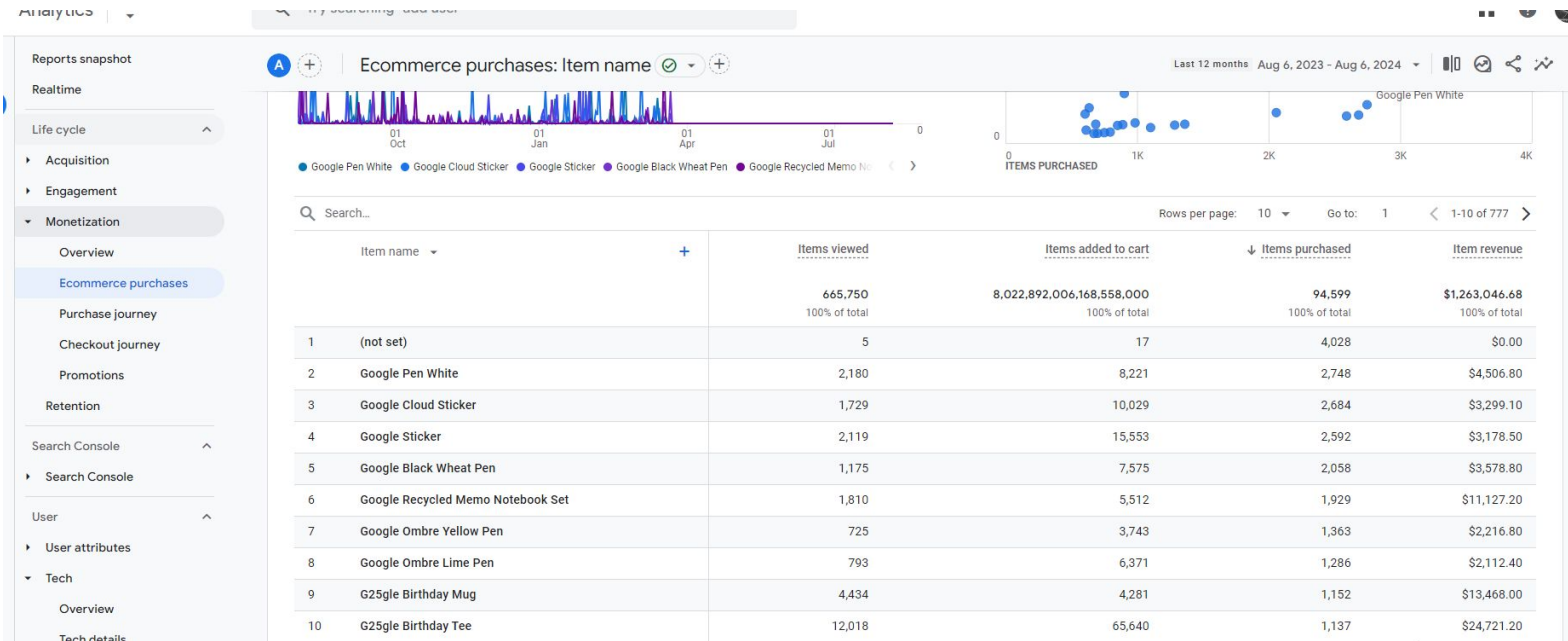 Analytics
Try searching "add user"
Reports snapshot
Realtime
Life cycle
Acquisition
Engagement
Monetization
Overview
Ecommerce purchases
Purchase journey
Checkout journey
Promotions
Retention
Search Console
Search Console
User
User attributes
Tech
Overview
Tech details
A
Ecommerce purchases: Item name
Last 12 months Aug 6, 2023 - Aug 6, 2024
01 Oct
01 Jan
01 Apr
01 Jul
0
Google Pen White Google Cloud Sticker Google Sticker Google Black Wheat Pen Google Recycled Memo
Google Pen White
0
0 1K 2K 3K 4K
ITEMS PURCHASED
Search...
Rows per page: 10 Go to: 1 1-10 of 777
Item name + Items viewed Items added to cart Items purchased Item revenue
665,750 8,022,892,006,168,558,000 94,599 $1,263,046.68
100% of total 100% of total 100% of total 100% of total
1 (not set) 5 17 4,028 $0.00
2 Google Pen White 2,180 8,221 2,748 $4,506.80
3 Google Cloud Sticker 1,729 10,029 2,684 $3,299.10
4 Google Sticker 2,119 15,553 2,592 $3,178.50
5 Google Black Wheat Pen 1,175 7,575 2,058 $3,578.80
6 Google Recycled Memo Notebook Set 1,810 5,512 1,929 $11,127.20
7 Google Ombre Yellow Pen 725 3,743 1,363 $2,216.80
8 Google Ombre Lime Pen 793 6,371 1,286 $2,112.40
9 G25gle Birthday Mug 4,434 4,281 1,152 $13,468.00
10 G25gle Birthday Tee 12,018 65,640 1,137 $24,721.20